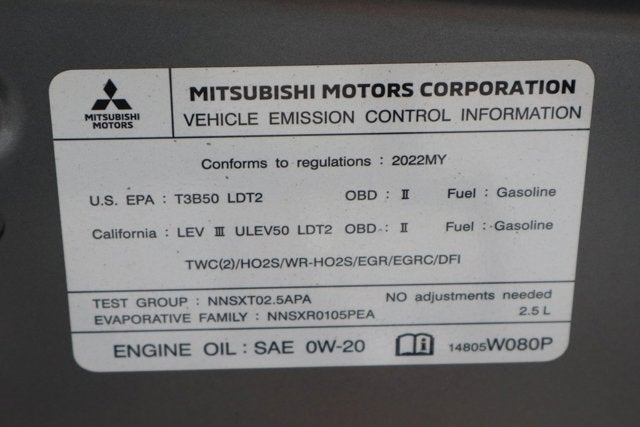 MITSUBISHI MOTORS CORPORATION
MITSUBISHI
MOTORS
VEHICLE EMISSION CONTROL INFORMATION
Conforms to regulations : 2022MY
U.S. EPA : T3B50 LDT2 OBD : Ⅱ Fuel : Gasoline
California : LEV Ⅲ ULEV50 LDT2 OBD : Ⅱ Fuel : Gasoline
TWC(2)/HO2S/WR-HO2S/EGR/EGRC/DFI
TEST GROUP : NNSXT02.5APA NO adjustments needed
EVAPORATIVE FAMILY : NNSXR0105PEA 2.5 L
ENGINE OIL : SAE 0W-20 14805W080P